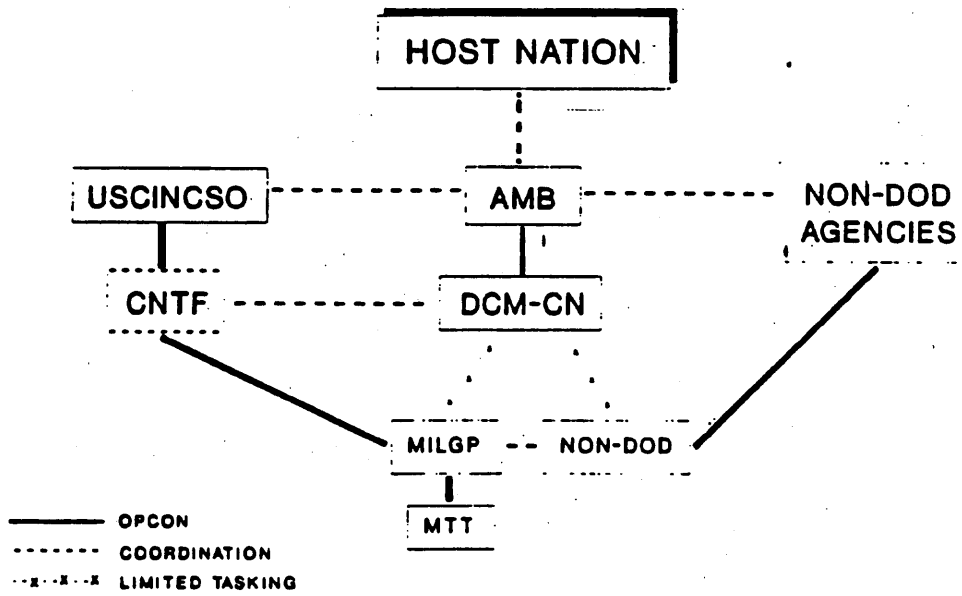 HOST NATION
USCINCSO
AMB
NON-DOD
AGENCIES
CNTF
DCM-CN
MILGP
NON-DOD
MTT
OPCON
COORDINATION
LIMITED TASKING